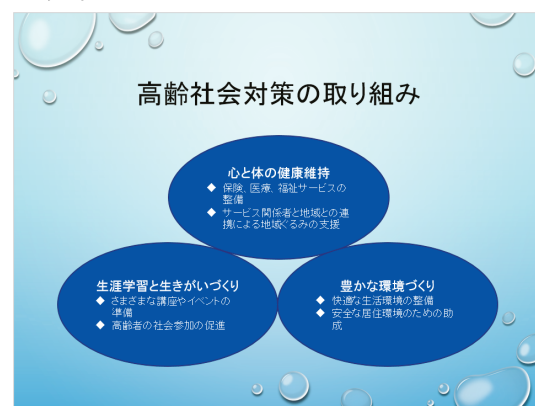 高齢社会対策の取り組み
心と体の健康維持
◆ 保険、医療、福祉サービスの
整備
◆ サービス関係者と地域との連
携による地域ぐるみの支援
生涯学習と生きがいづくり
◆ さまざまな講座やイベントの
準備
◆ 高齢者の社会参加の促進
豊かな環境づくり
◆ 快適な生活環境の整備
◆ 安全な居住環境のための助
成